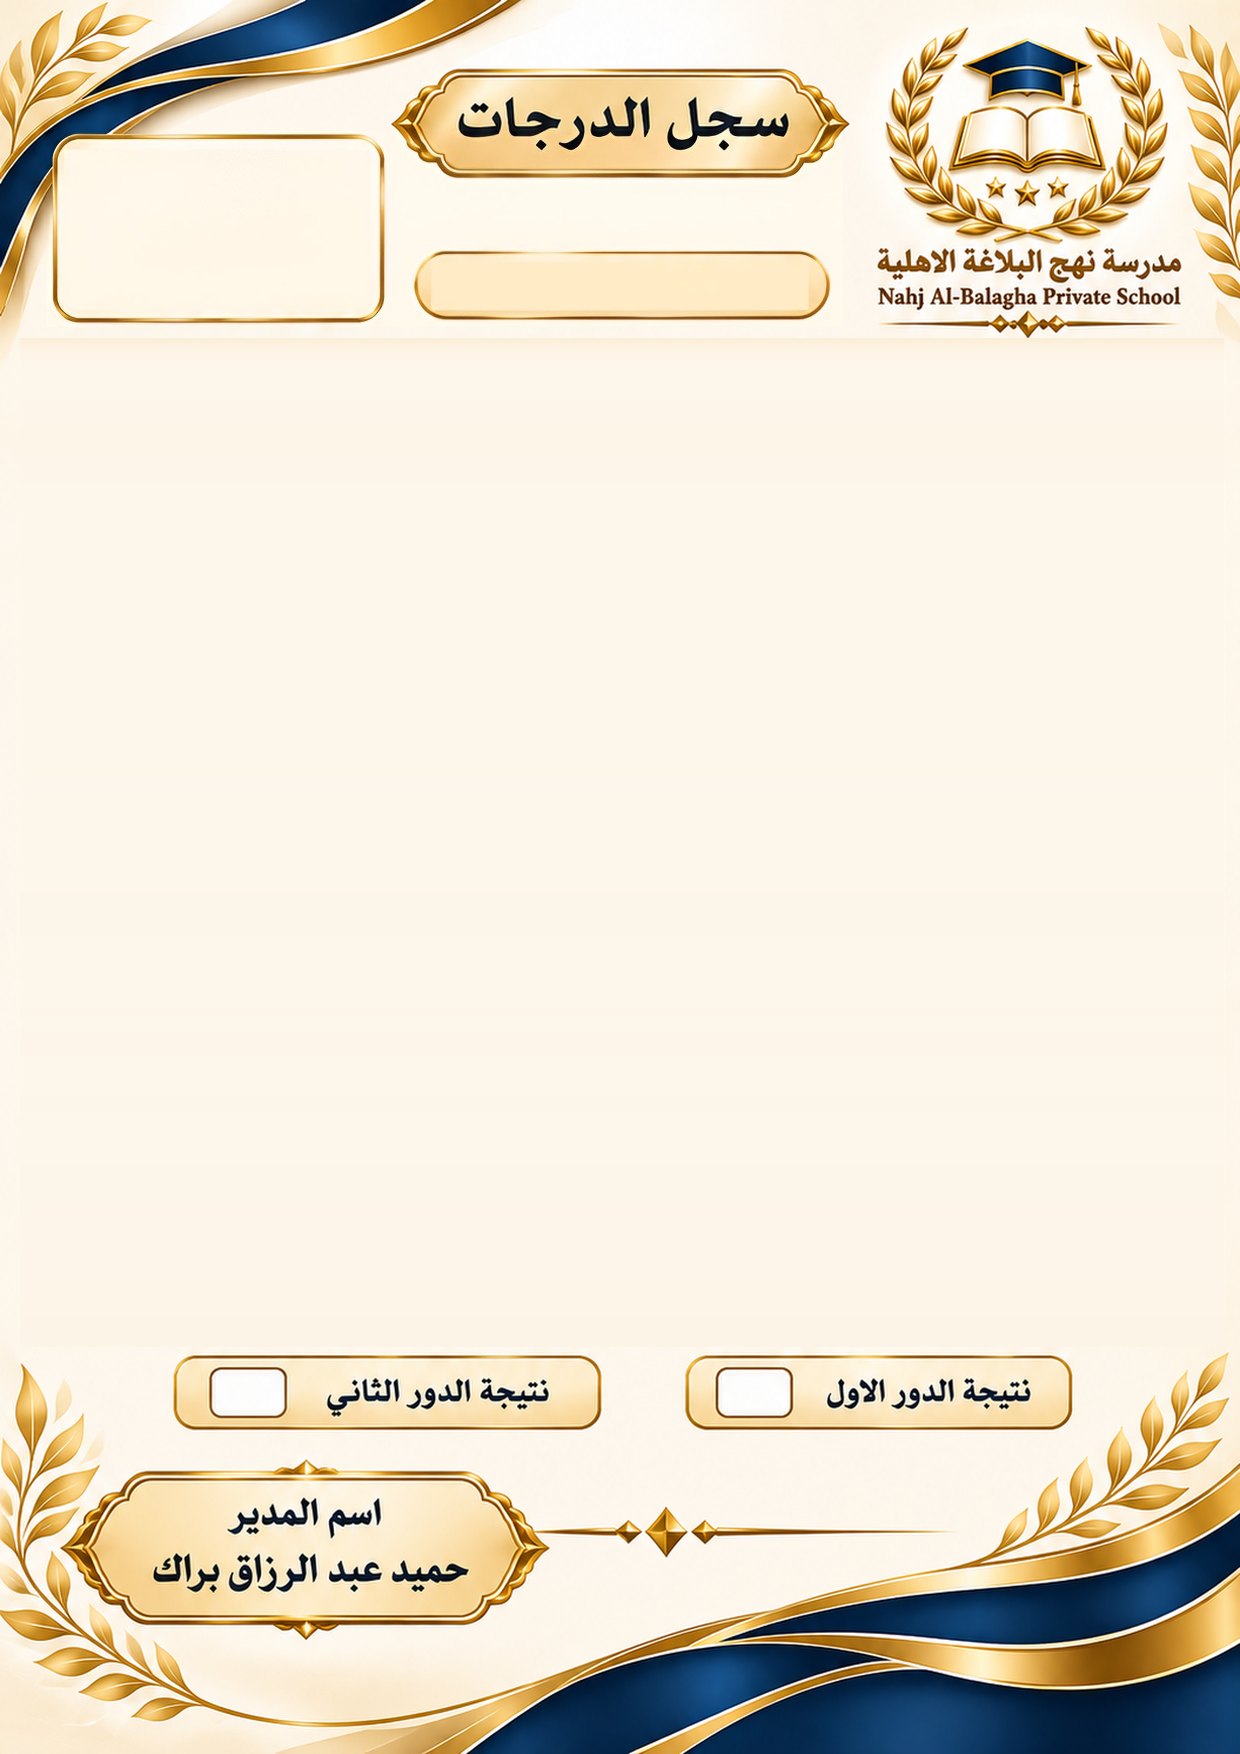 سجل الدرجات
مدرسة نهج البلاغة الاهلية
Nahj Al-Balagha Private School
نتيجة الدور الاول
نتيجة الدور الثاني
اسم المدير
حميد عبد الرزاق براك